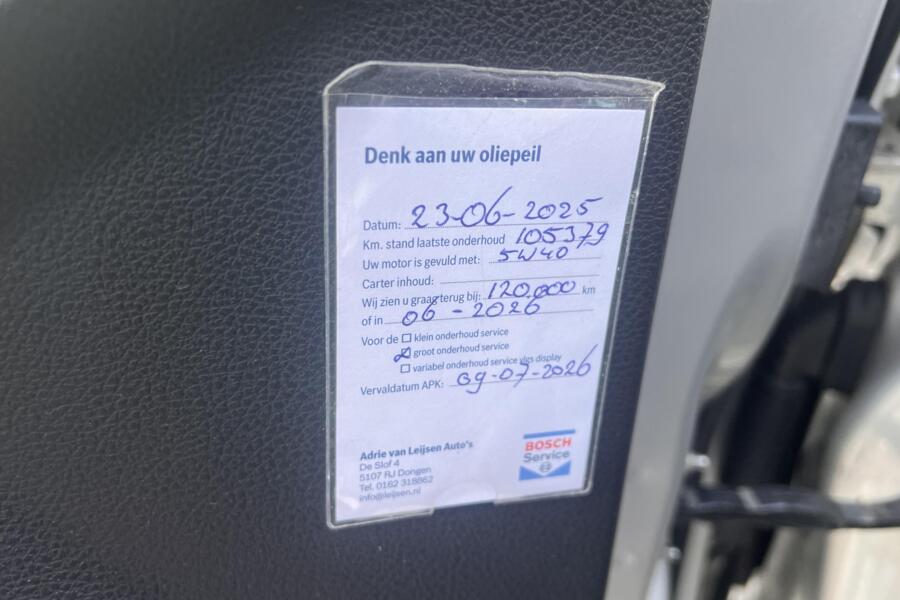 Denk aan uw oliepeil
Datum: 23-06-2025
Km. stand laatste onderhoud 105379
Uw motor is gevuld met: 5W40
Carter inhoud:
Wij zien u graag terug bij: 120.000 km
of in 06-2026
Voor de klein onderhoud service
groot onderhoud service
variabel onderhoud service vlgs display
Vervaldatum APK: 09-07-2026
Adrie van Leijsen Auto's
De Slof 4
5107 RJ Dongen
Tel. 0162 318862
info@leijsen.nl
BOSCH
Service